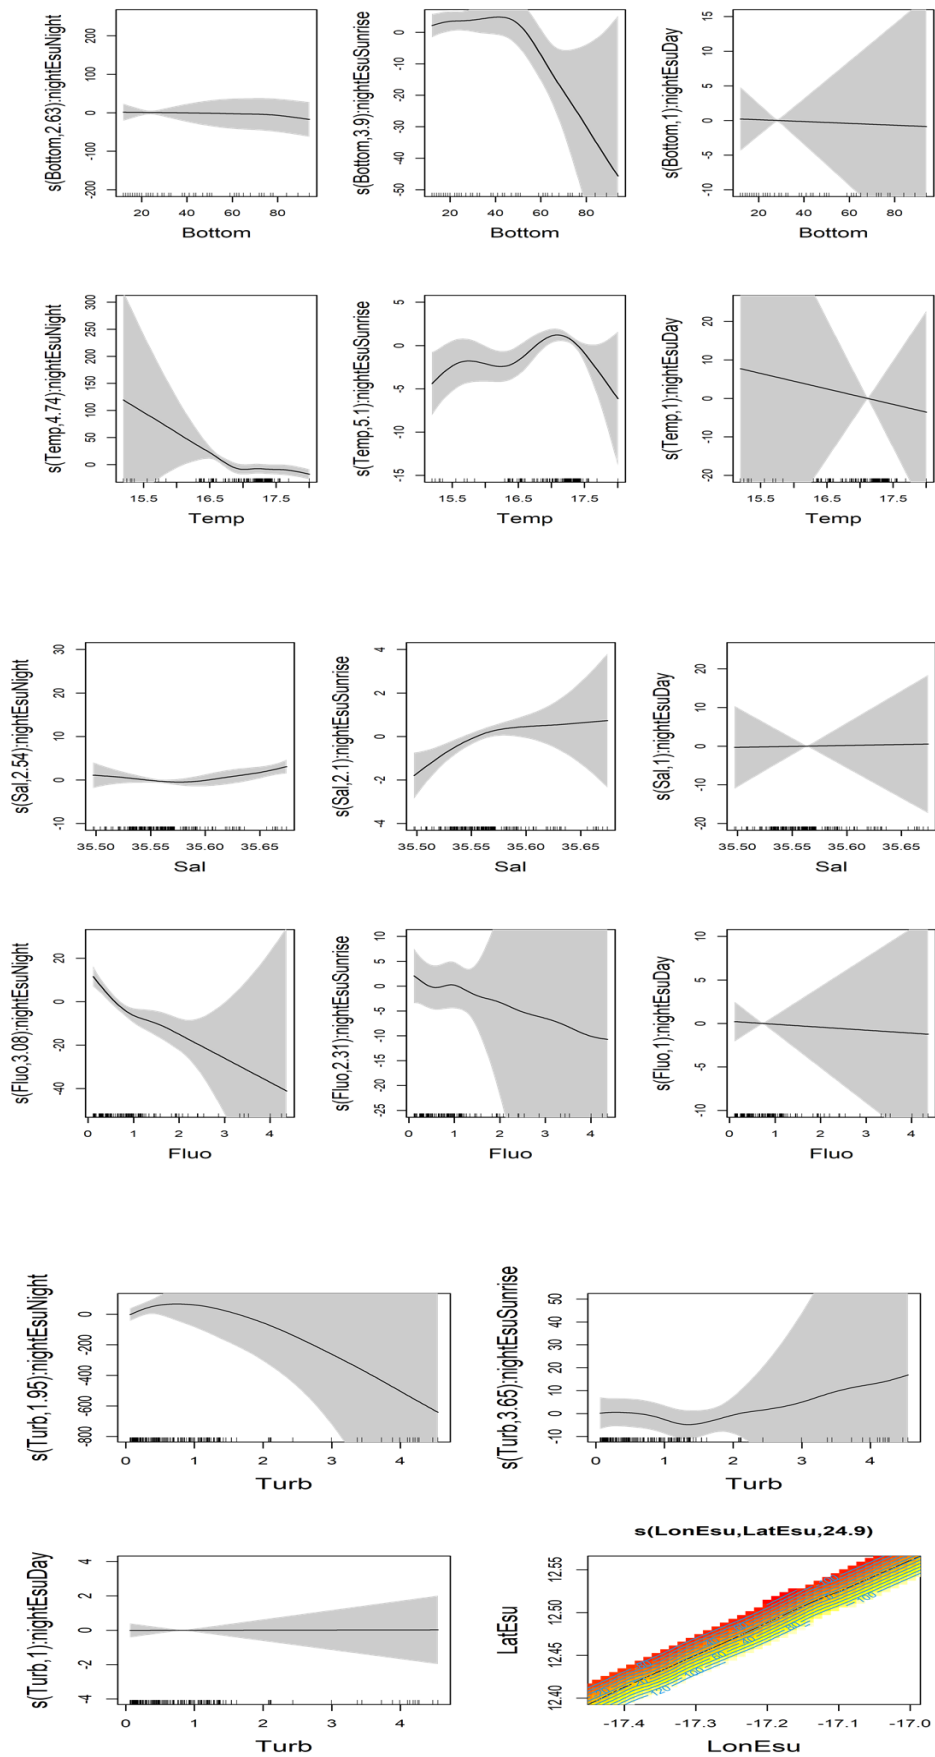 s(Bottom,2.63):nightEsuNight
200
100
0
-100
-200
20 40 60 80
Bottom
s(Bottom,3.9):nightEsuSunrise
0
-10
-20
-30
-40
-50
20 40 60 80
Bottom
s(Bottom,1):nightEsuDay
15
10
5
0
-5
-10
20 40 60 80
Bottom
s(Temp,4.74):nightEsuNight
300
250
200
150
100
50
0
15.5 16.5 17.5
Temp
s(Temp,5.1):nightEsuSunrise
5
0
-5
-10
-15
15.5 16.5 17.5
Temp
s(Temp,1):nightEsuDay
20
10
0
-10
-20
15.5 16.5 17.5
Temp
s(Sal,2.54):nightEsuNight
30
20
10
0
-10
35.50 35.55 35.60 35.65
Sal
s(Sal,2.1):nightEsuSunrise
4
2
0
-2
-4
35.50 35.55 35.60 35.65
Sal
s(Sal,1):nightEsuDay
20
10
0
-10
-20
35.50 35.55 35.60 35.65
Sal
s(Fluo,3.08):nightEsuNight
20
0
-20
40
0 1 2 3 4
Fluo
s(Fluo,2.31):nightEsuSunrise
10
5
0
-5
-10
-15
-20
-25
0 1 2 3 4
Fluo
s(Fluo,1):nightEsuDay
10
5
0
-5
-10
0 1 2 3 4
Fluo
s(Turb,1.95):nightEsuNight
0
-200
-400
-600
-800
0 1 2 3 4
Turb
s(Turb,3.65):nightEsuSunrise
50
40
30
20
10
0
-10
0 1 2 3 4
Turb
s(Turb,1):nightEsuDay
4
2
0
-2
-4
0 1 2 3 4
Turb
s(LonEsu,LatEsu,24.9)
LatEsu
12.55
12.50
12.45
12.40
-17.4 -17.3 -17.2 -17.1 -17.0
LonEsu